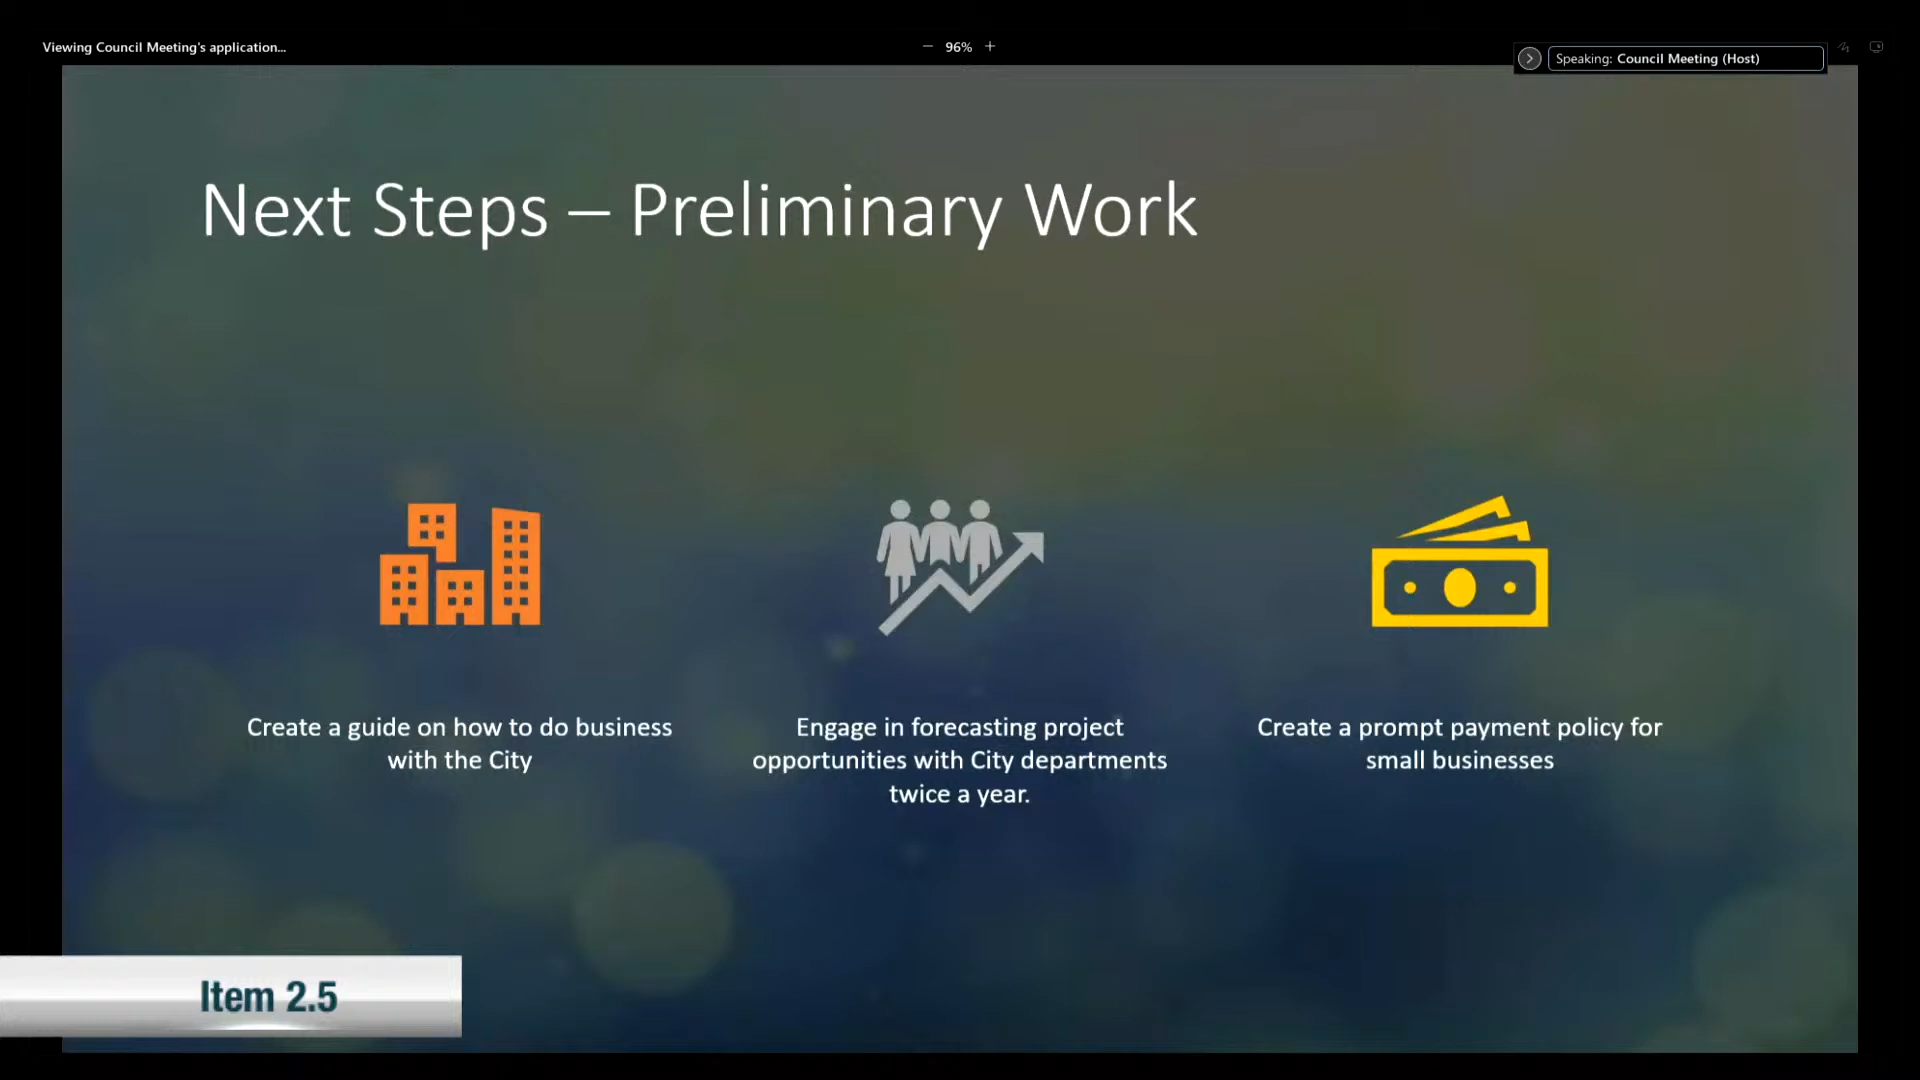 Viewing Council Meeting's application...
96%
Speaking: Council Meeting (Host)
Next Steps – Preliminary Work
Create a guide on how to do business
with the City
Engage in forecasting project
opportunities with City departments
twice a year.
Create a prompt payment policy for
small businesses
Item 2.5